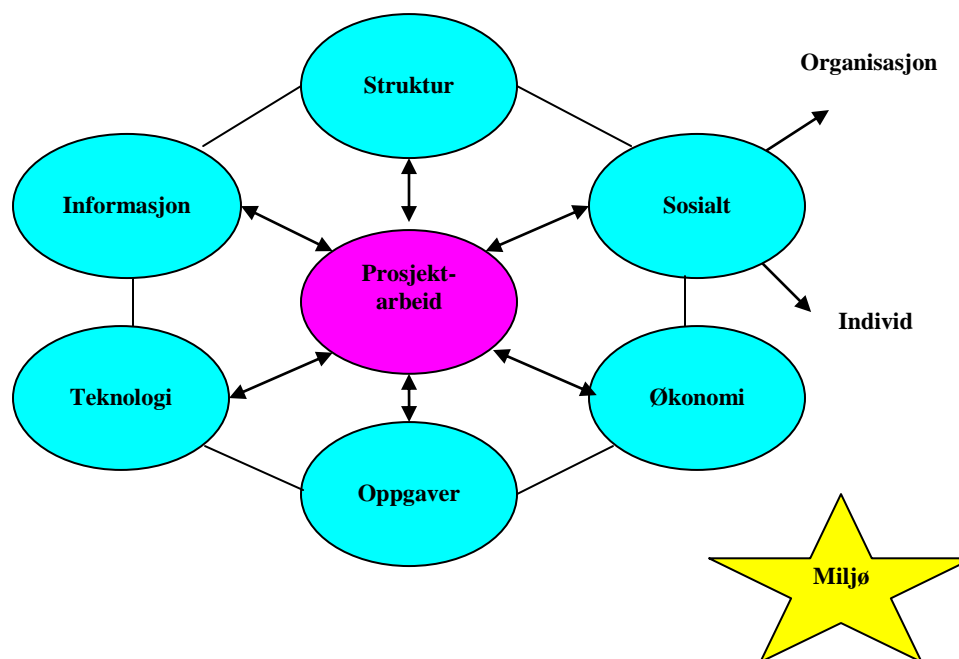 Struktur
Organisasjon
Informasjon
Sosialt
Prosjekt-
arbeid
Individ
Teknologi
Økonomi
Oppgaver
Miljø